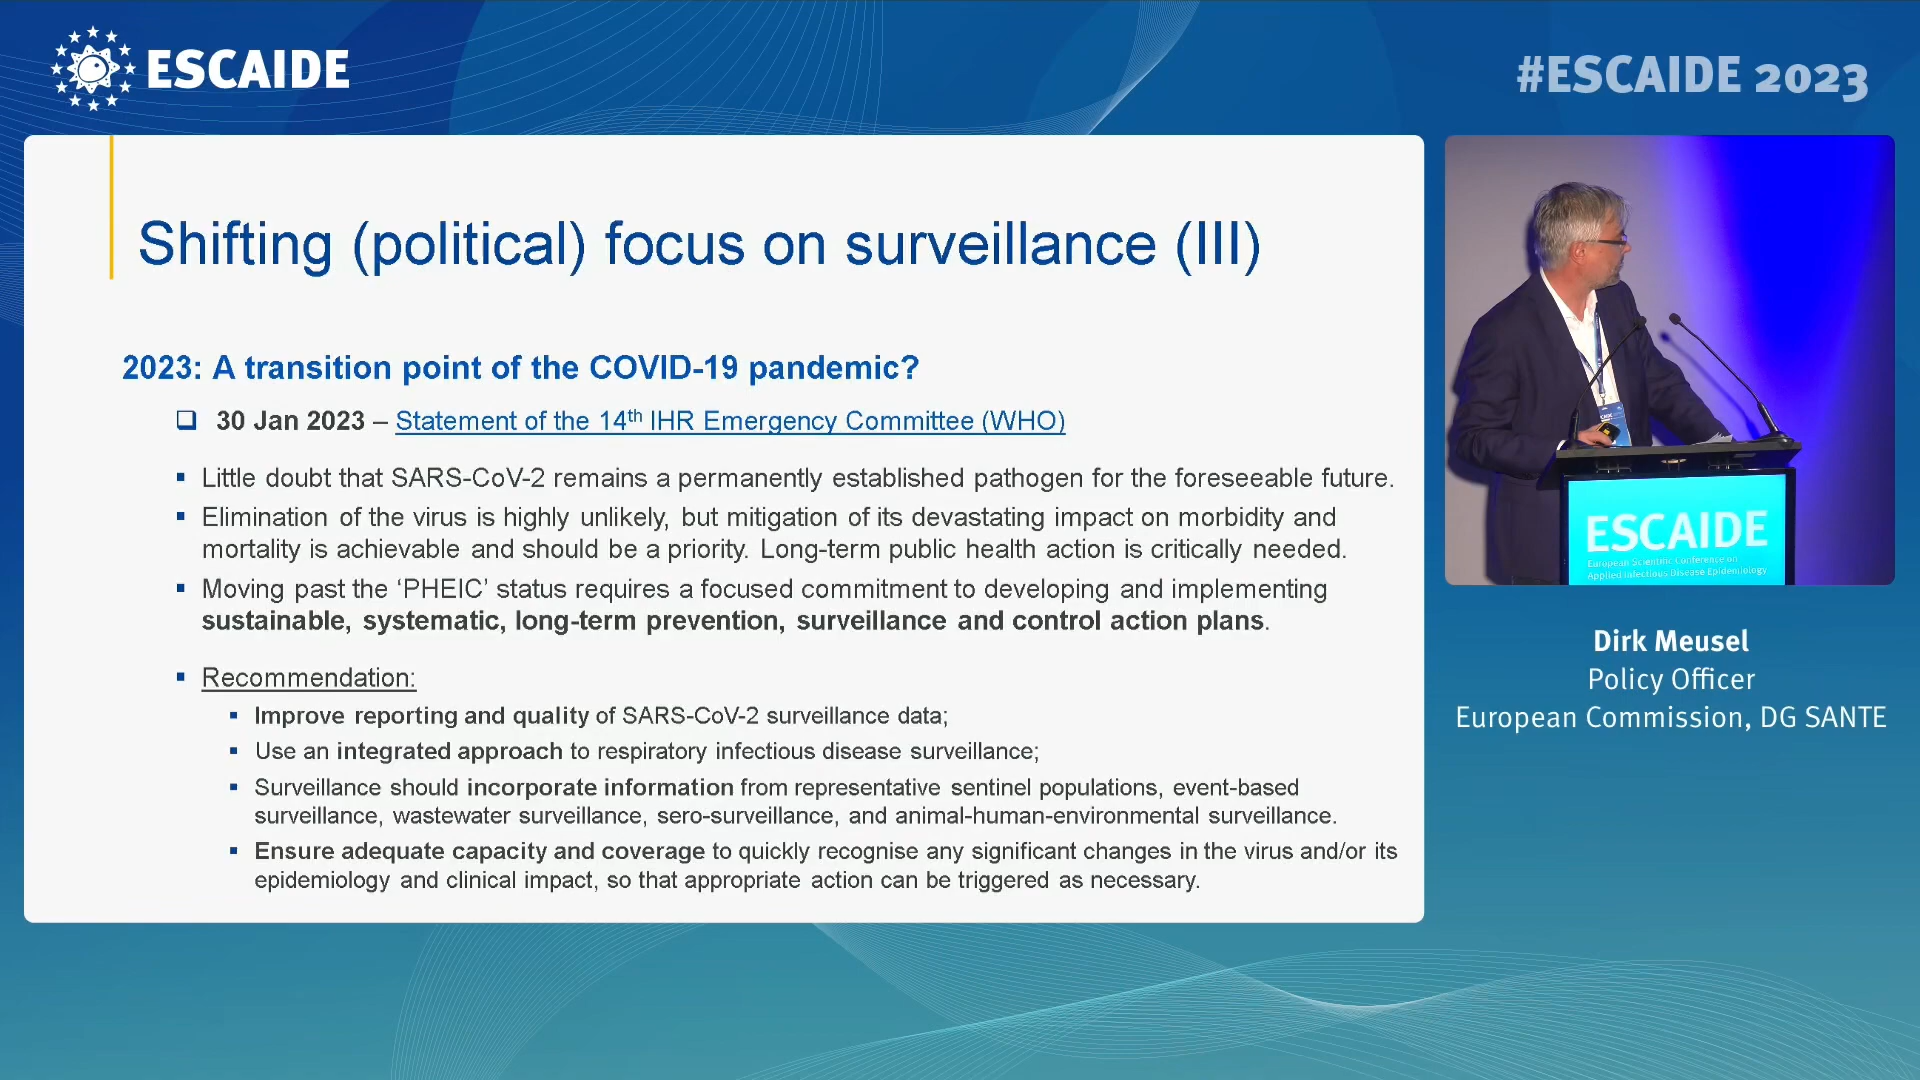 ESCAIDE
#ESCAIDE 2023
Shifting (political) focus on surveillance (III)
2023: A transition point of the COVID-19 pandemic?
30 Jan 2023 – Statement of the 14th IHR Emergency Committee (WHO)
Little doubt that SARS-CoV-2 remains a permanently established pathogen for the foreseeable future.
Elimination of the virus is highly unlikely, but mitigation of its devastating impact on morbidity and
mortality is achievable and should be a priority. Long-term public health action is critically needed.
Moving past the ‘PHEIC’ status requires a focused commitment to developing and implementing
sustainable, systematic, long-term prevention, surveillance and control action plans.
Recommendation:
Improve reporting and quality of SARS-CoV-2 surveillance data;
Use an integrated approach to respiratory infectious disease surveillance;
Surveillance should incorporate information from representative sentinel populations, event-based
surveillance, wastewater surveillance, sero-surveillance, and animal-human-environmental surveillance.
Ensure adequate capacity and coverage to quickly recognise any significant changes in the virus and/or its
epidemiology and clinical impact, so that appropriate action can be triggered as necessary.
ESCAIDE
European Scientific Conference on
Applied Infectious Disease Epidemiology
Dirk Meusel
Policy Officer
European Commission, DG SANTE